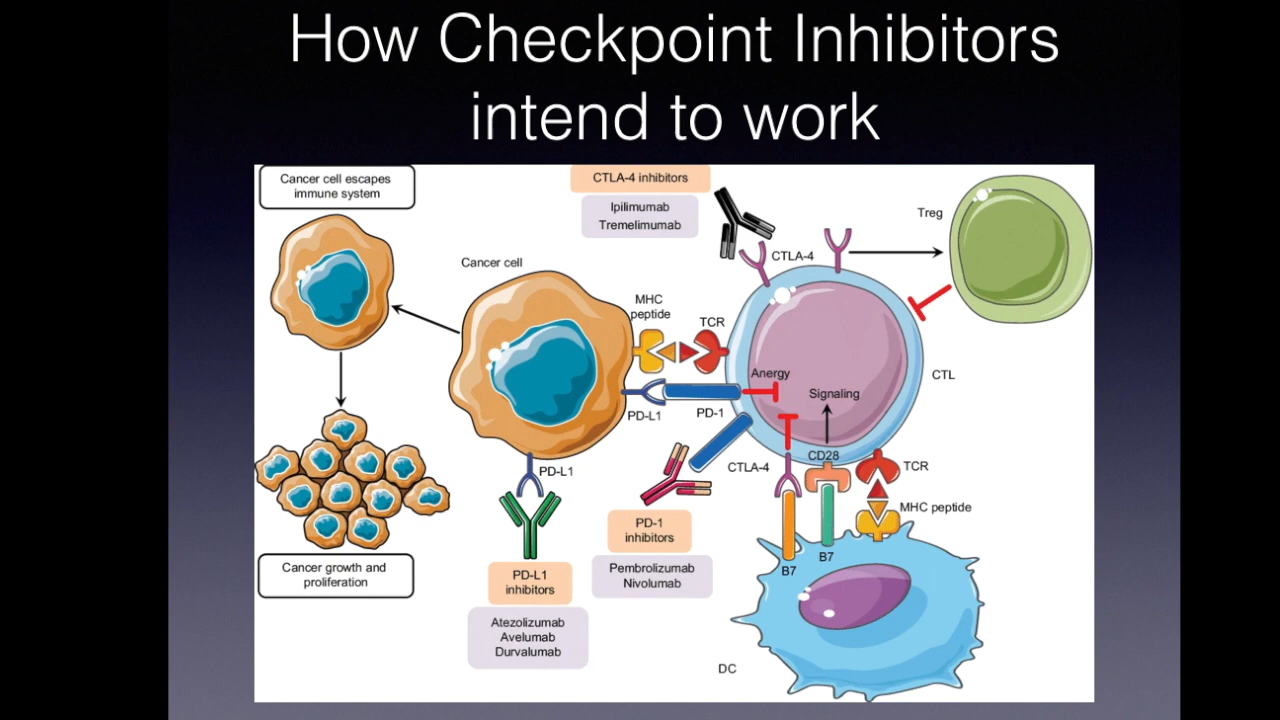 How Checkpoint Inhibitors
intend to work
Cancer cell escapes
immune system
CTLA-4 inhibitors
Ipilimumab
Tremelimumab
Treg
CTLA-4
Cancer cell
MHC
peptide
TCR
Anergy
Signaling
CTL
PD-L1
PD-1
PD-L1
CTLA-4
CD28
TCR
MHC peptide
PD-1
inhibitors
Pembrolizumab
Nivolumab
B7
B7
Cancer growth and
proliferation
PD-L1
inhibitors
Atezolizumab
Avelumab
Durvalumab
DC